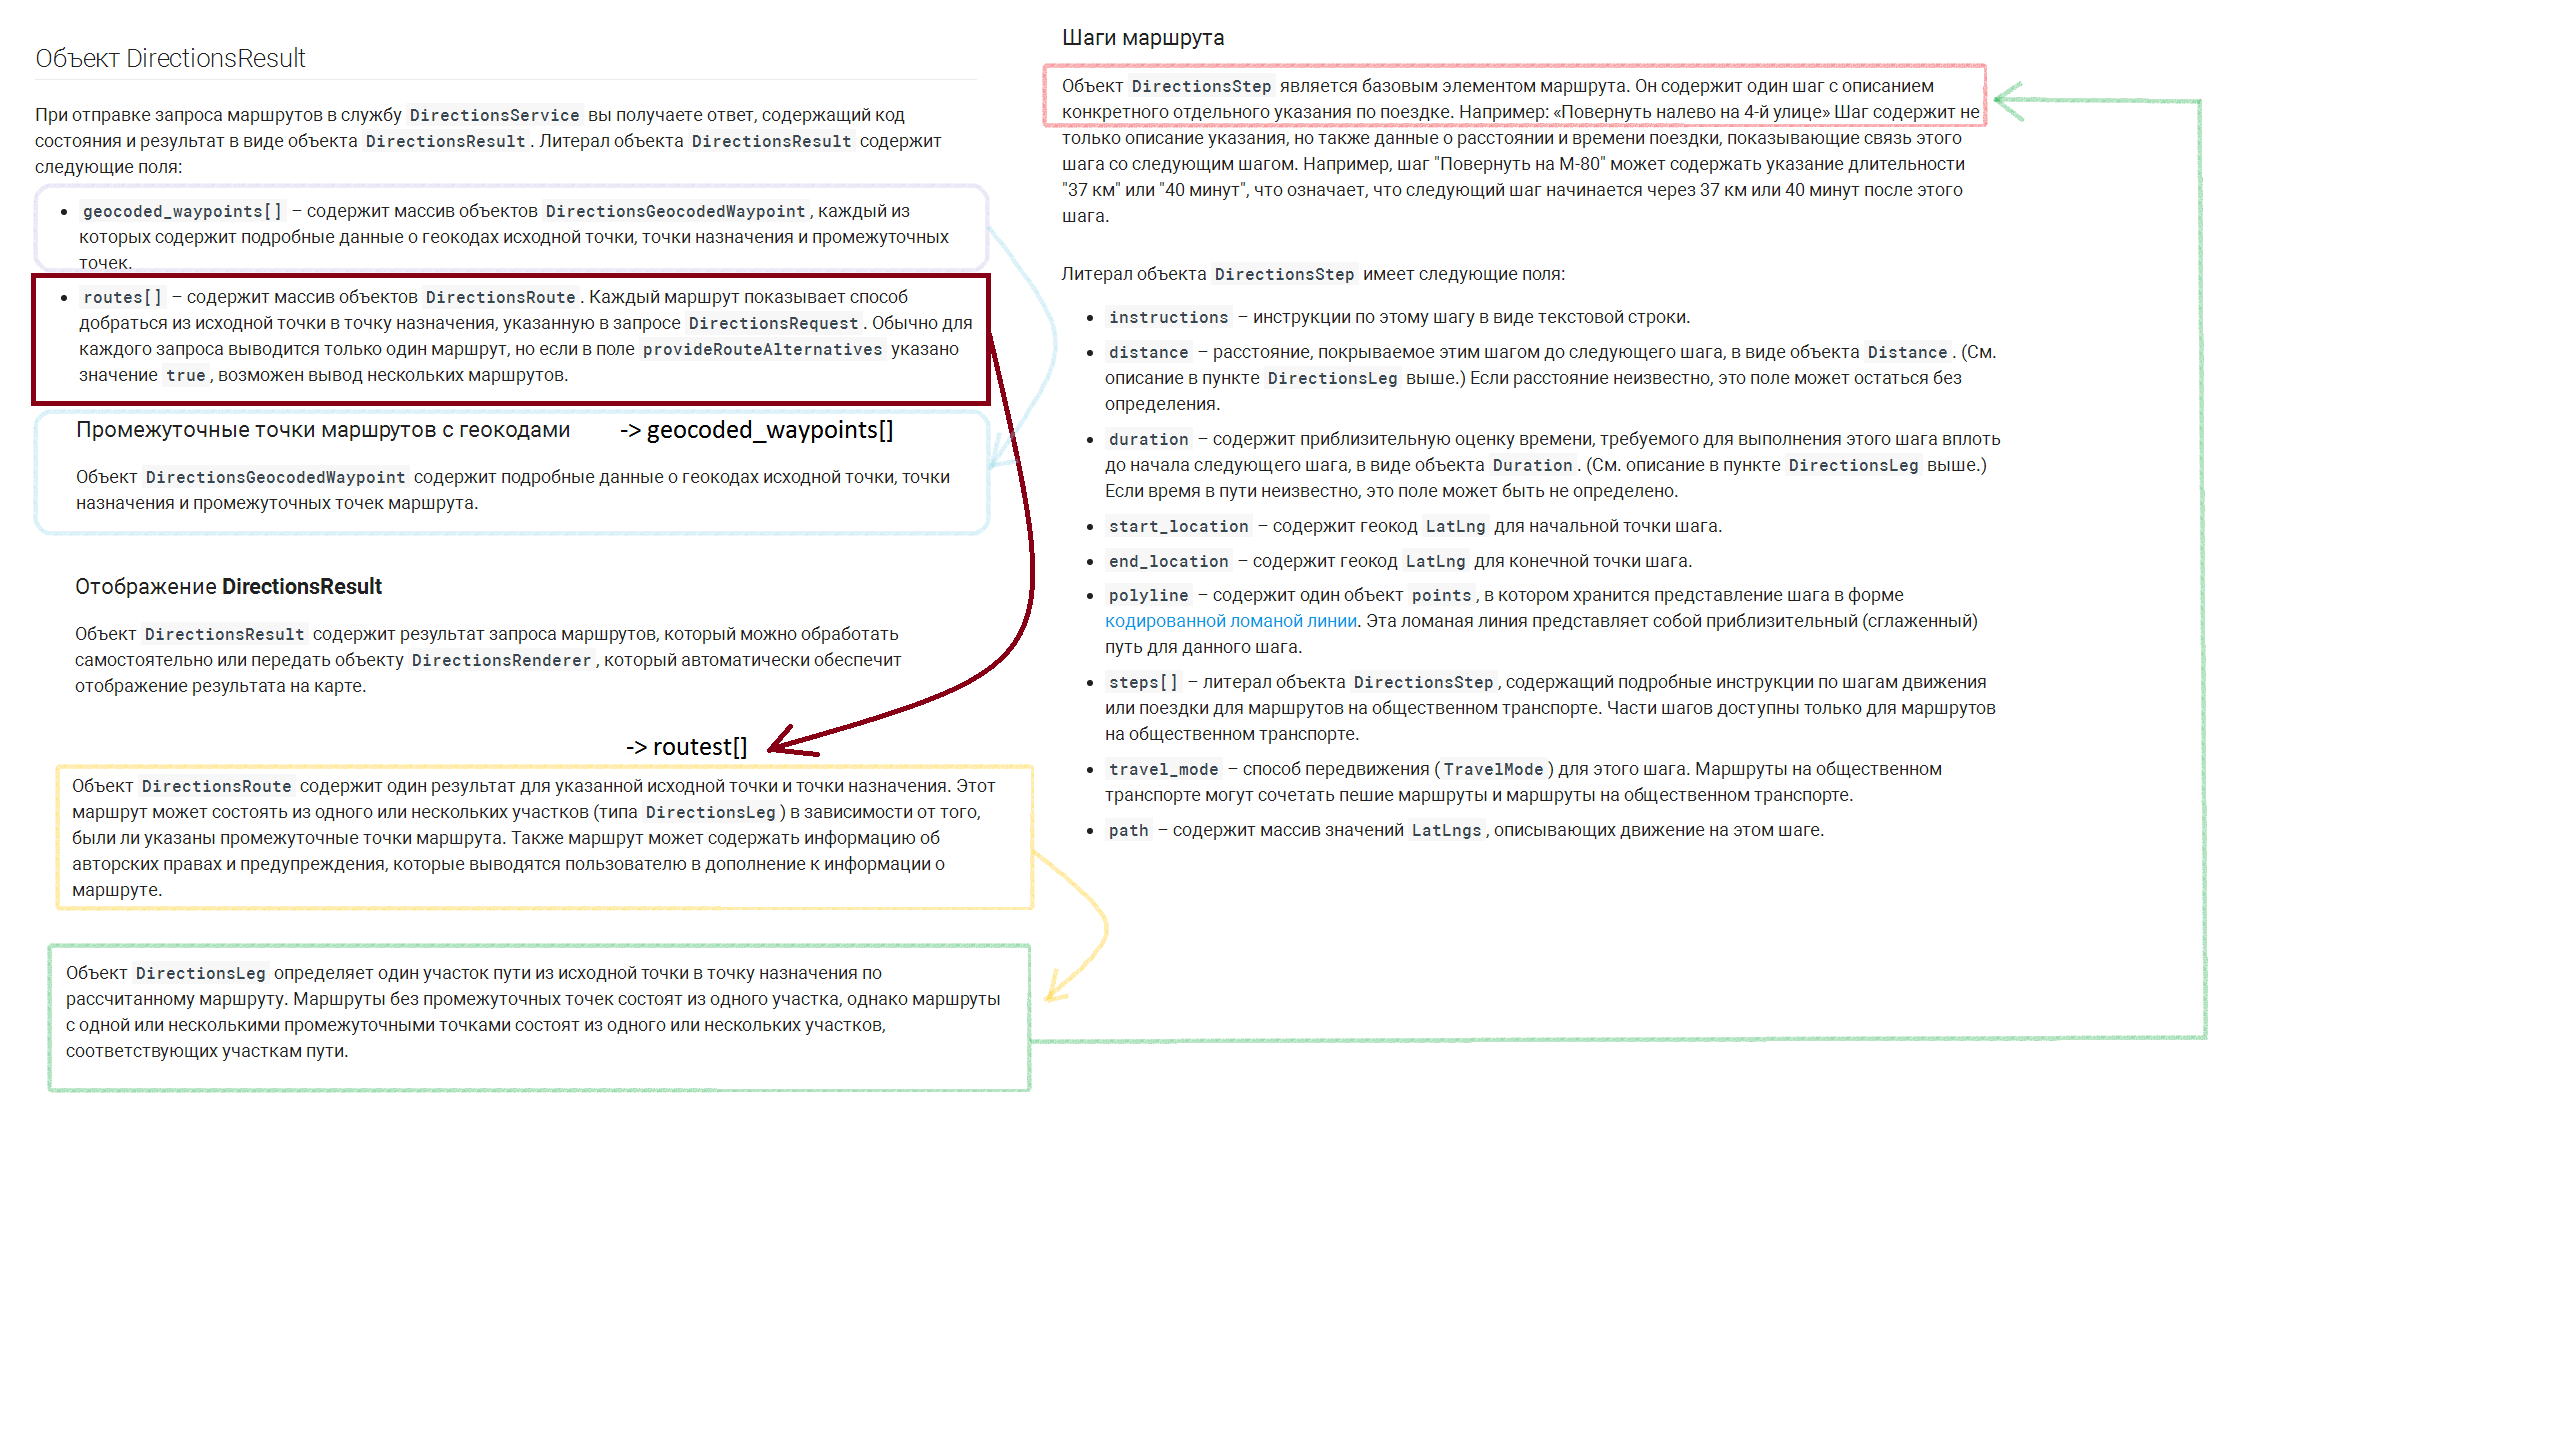 Объект DirectionsResult
При отправке запроса маршрутов в службу DirectionsService вы получаете ответ, содержащий код
состояния и результат в виде объекта DirectionsResult. Литерал объекта DirectionsResult содержит
следующие поля:
• geocoded_waypoints[] – содержит массив объектов DirectionsGeocodedWaypoint, каждый из
которых содержит подробные данные о геокодах исходной точки, точки назначения и промежуточных
точек.
• routes[] – содержит массив объектов DirectionsRoute. Каждый маршрут показывает способ
добраться из исходной точки в точку назначения, указанную в запросе DirectionsRequest. Обычно для
каждого запроса выводится только один маршрут, но если в поле provideRouteAlternatives указано
значение true, возможен вывод нескольких маршрутов.
Промежуточные точки маршрутов с геокодами -> geocoded_waypoints[]
Объект DirectionsGeocodedWaypoint содержит подробные данные о геокодах исходной точки, точки
назначения и промежуточных точек маршрута.
Отображение DirectionsResult
Объект DirectionsResult содержит результат запроса маршрутов, который можно обработать
самостоятельно или передать объекту DirectionsRenderer, который автоматически обеспечит
отображение результата на карте.
-> routest[]
Объект DirectionsRoute содержит один результат для указанной исходной точки и точки назначения. Этот
маршрут может состоять из одного или нескольких участков (типа DirectionsLeg) в зависимости от того,
были ли указаны промежуточные точки маршрута. Также маршрут может содержать информацию об
авторских правах и предупреждения, которые выводятся пользователю в дополнение к информации о
маршруте.
Объект DirectionsLeg определяет один участок пути из исходной точки в точку назначения по
рассчитанному маршруту. Маршруты без промежуточных точек состоят из одного участка, однако маршруты
с одной или несколькими промежуточными точками состоят из одного или нескольких участков,
соответствующих участкам пути.
Шаги маршрута
Объект DirectionsStep является базовым элементом маршрута. Он содержит один шаг с описанием
конкретного отдельного указания по поездке. Например: «Повернуть налево на 4-й улице» Шаг содержит не
только описание указания, но также данные о расстоянии и времени поездки, показывающие связь этого
шага со следующим шагом. Например, шаг "Повернуть на М-80" может содержать указание длительности
"37 км" или "40 минут", что означает, что следующий шаг начинается через 37 км или 40 минут после этого
шага.
Литерал объекта DirectionsStep имеет следующие поля:
• instructions – инструкции по этому шагу в виде текстовой строки.
• distance – расстояние, покрываемое этим шагом до следующего шага, в виде объекта Distance. (См.
описание в пункте DirectionsLeg выше.) Если расстояние неизвестно, это поле может остаться без
определения.
• duration – содержит приблизительную оценку времени, требуемого для выполнения этого шага вплоть
до начала следующего шага, в виде объекта Duration. (См. описание в пункте DirectionsLeg выше.)
Если время в пути неизвестно, это поле может быть не определено.
• start_location – содержит геокод LatLng для начальной точки шага.
• end_location – содержит геокод LatLng для конечной точки шага.
• polyline – содержит один объект points, в котором хранится представление шага в форме
кодированной ломаной линии. Эта ломаная линия представляет собой приблизительный (сглаженный)
путь для данного шага.
• steps[] – литерал объекта DirectionsStep, содержащий подробные инструкции по шагам движения
или поездки для маршрутов на общественном транспорте. Части шагов доступны только для маршрутов
на общественном транспорте.
• travel_mode – способ передвижения (TravelMode) для этого шага. Маршруты на общественном
транспорте могут сочетать пешие маршруты и маршруты на общественном транспорте.
• path – содержит массив значений LatLngs, описывающих движение на этом шаге.